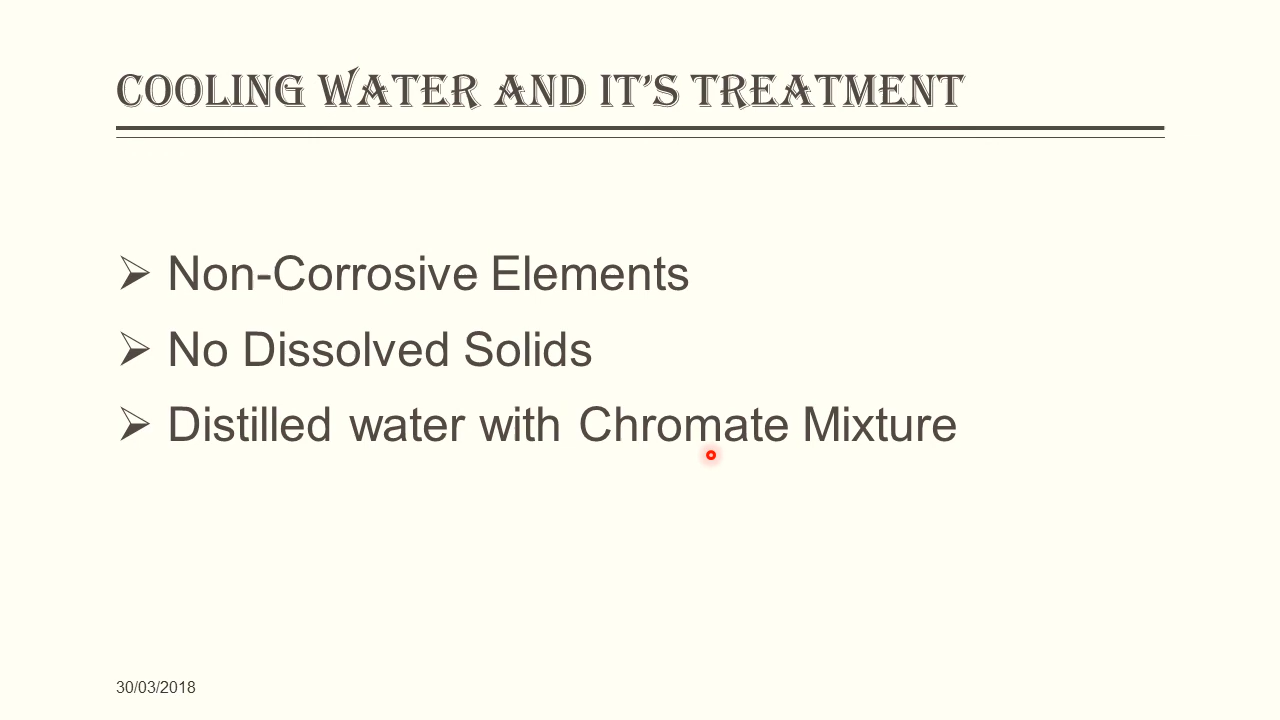 COOLING WATER AND IT'S TREATMENT
Non-Corrosive Elements
No Dissolved Solids
Distilled water with Chromate Mixture
30/03/2018